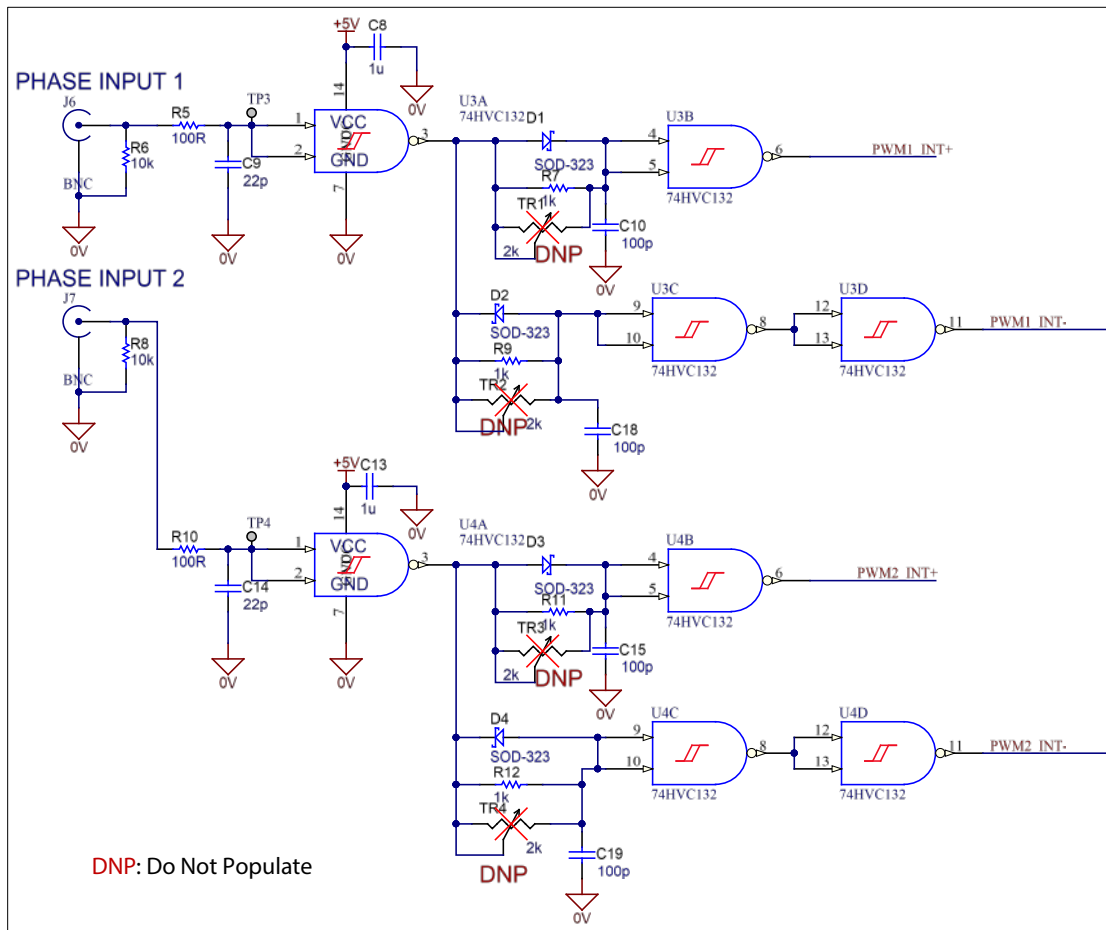 PHASE INPUT 1
J6
BNC
R6
10k
0V
R5
100R
TP3
C9
22p
0V
+5V
C8
1u
0V
14
1
2
VCC
GND
7
0V
3
U3A
74HVC132
D1
SOD-323
R7
1k
TR1
2k
DNP
C10
100p
0V
U3B
4
5
6
74HVC132
PWM1_INT+
D2
SOD-323
R9
1k
TR2
2k
DNP
C18
100p
0V
U3C
9
10
8
74HVC132
U3D
12
13
11
74HVC132
PWM1_INT-
PHASE INPUT 2
J7
BNC
R8
10k
0V
R10
100R
TP4
C14
22p
0V
+5V
C13
1u
0V
14
1
2
VCC
GND
7
0V
3
U4A
74HVC132
D3
SOD-323
R11
1k
TR3
2k
DNP
C15
100p
0V
U4B
4
5
6
74HVC132
PWM2_INT+
D4
SOD-323
R12
1k
TR4
2k
DNP
C19
100p
0V
U4C
9
10
8
74HVC132
U4D
12
13
11
74HVC132
PWM2_INT-
DNP: Do Not Populate